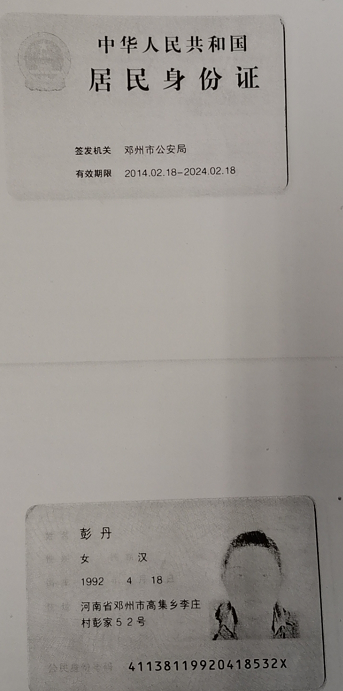 中华人民共和国
居民身份证
签发机关 邓州市公安局
有效期限 2014.02.18-2024.02.18
彭丹
女 汉
1992 4 18
河南省邓州市高集乡李庄
村彭家52号
41138119920418532X